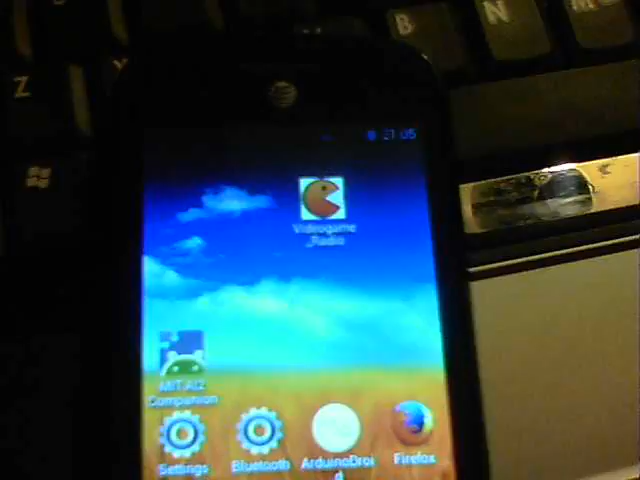 B
N
Z
21:05
Videogame
_Radio
MIT AI2
Companion
Settings
Bluetooth
ArduinoDroi
d
Firefox